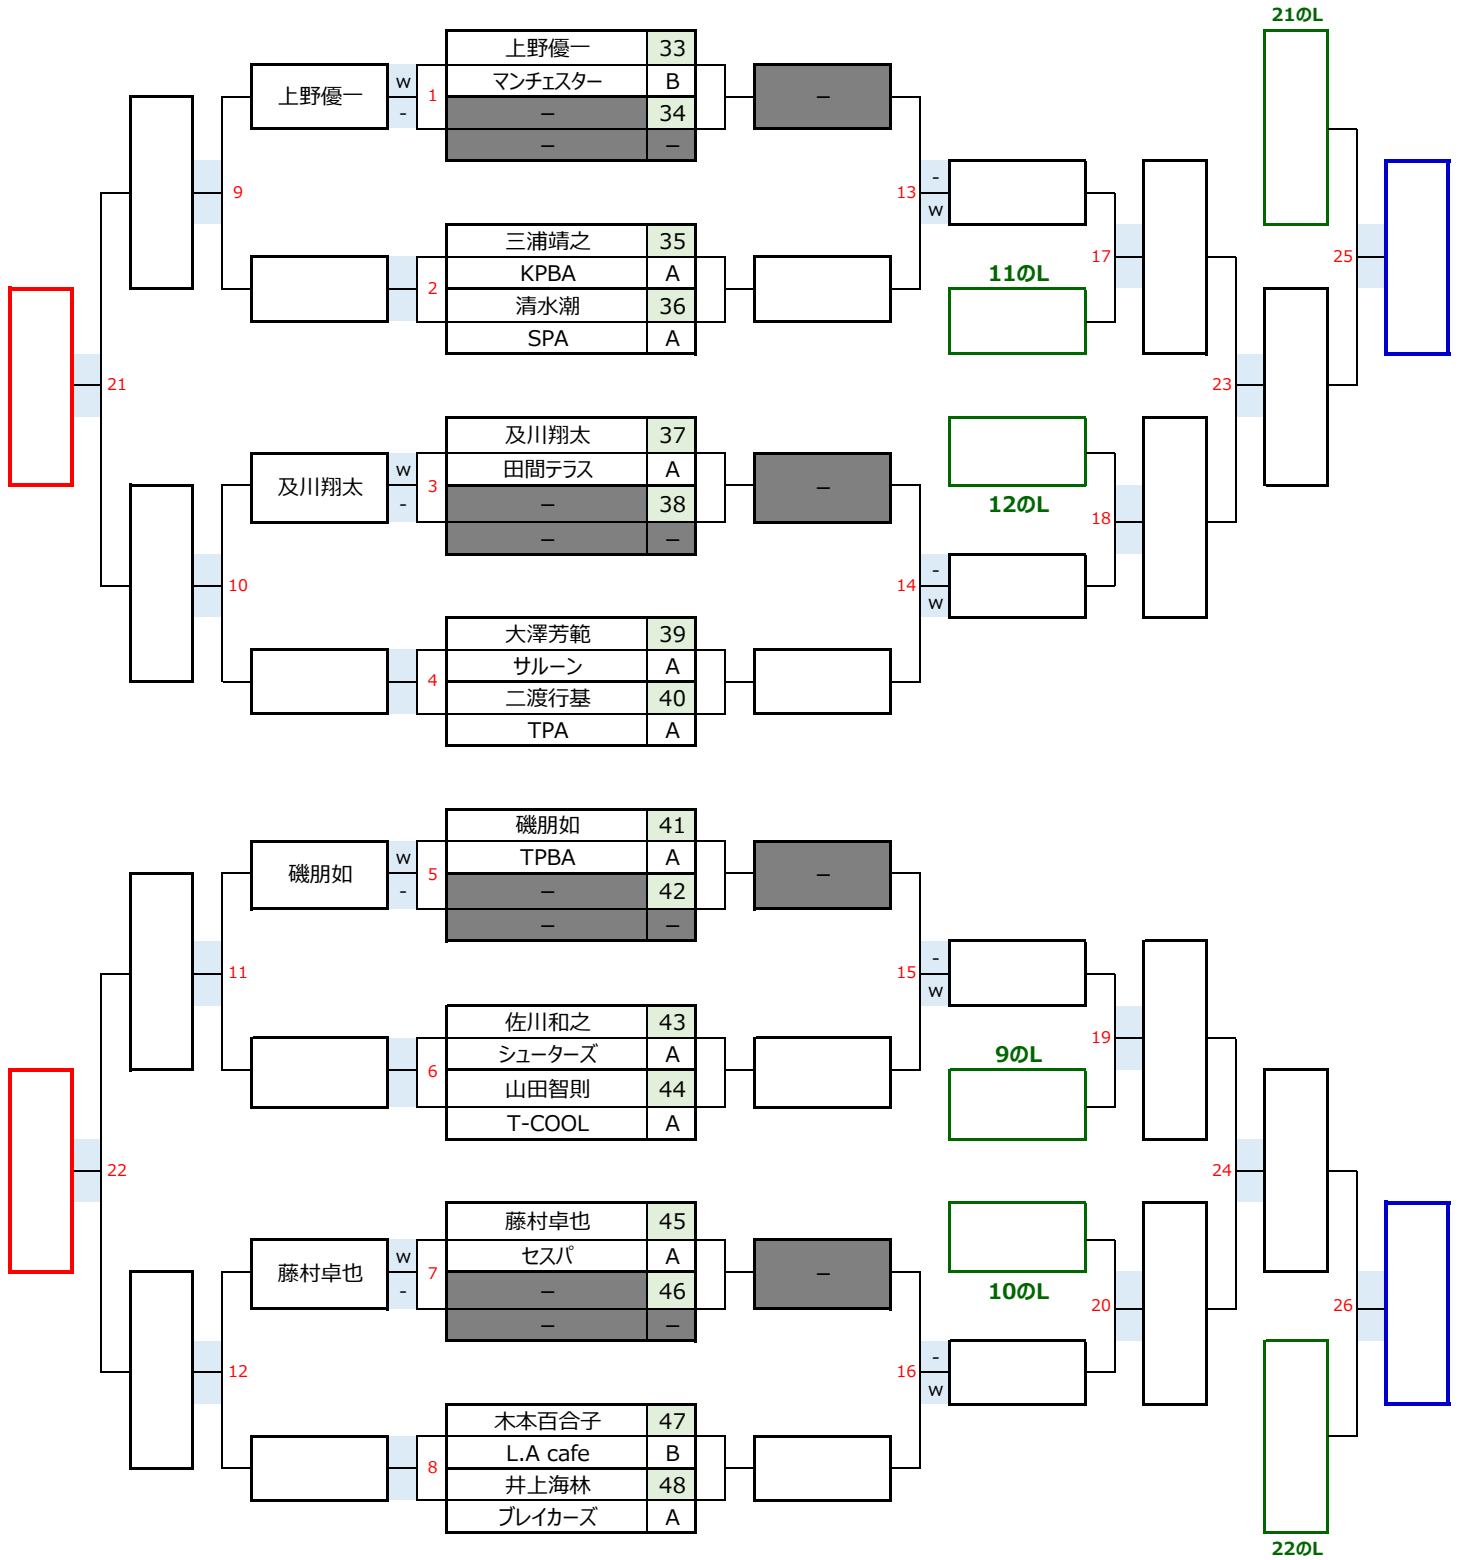 21のL
上野優一 33
上野優一 w 1 マンチェスター B –
- – 34
– –
9 13 -
w
三浦靖之 35
2 KPBA A
清水潮 36
SPA A
17 25
11のL
21 23
及川翔太 37
及川翔太 w 3 田間テラス A –
- – 38
– –
12のL
18
10 14 -
w
大澤芳範 39
4 サルーン A
二渡行基 40
TPA A
磯朋如 41
磯朋如 w 5 TPBA A –
- – 42
– –
11 15 -
w
佐川和之 43
6 シューターズ A
山田智則 44
T-COOL A
19
9のL
22 24
藤村卓也 45
藤村卓也 w 7 セスパ A –
- – 46
– –
10のL
20 26
12 16 -
w
木本百合子 47
8 L.A cafe B
井上海林 48
ブレイカーズ A
22のL